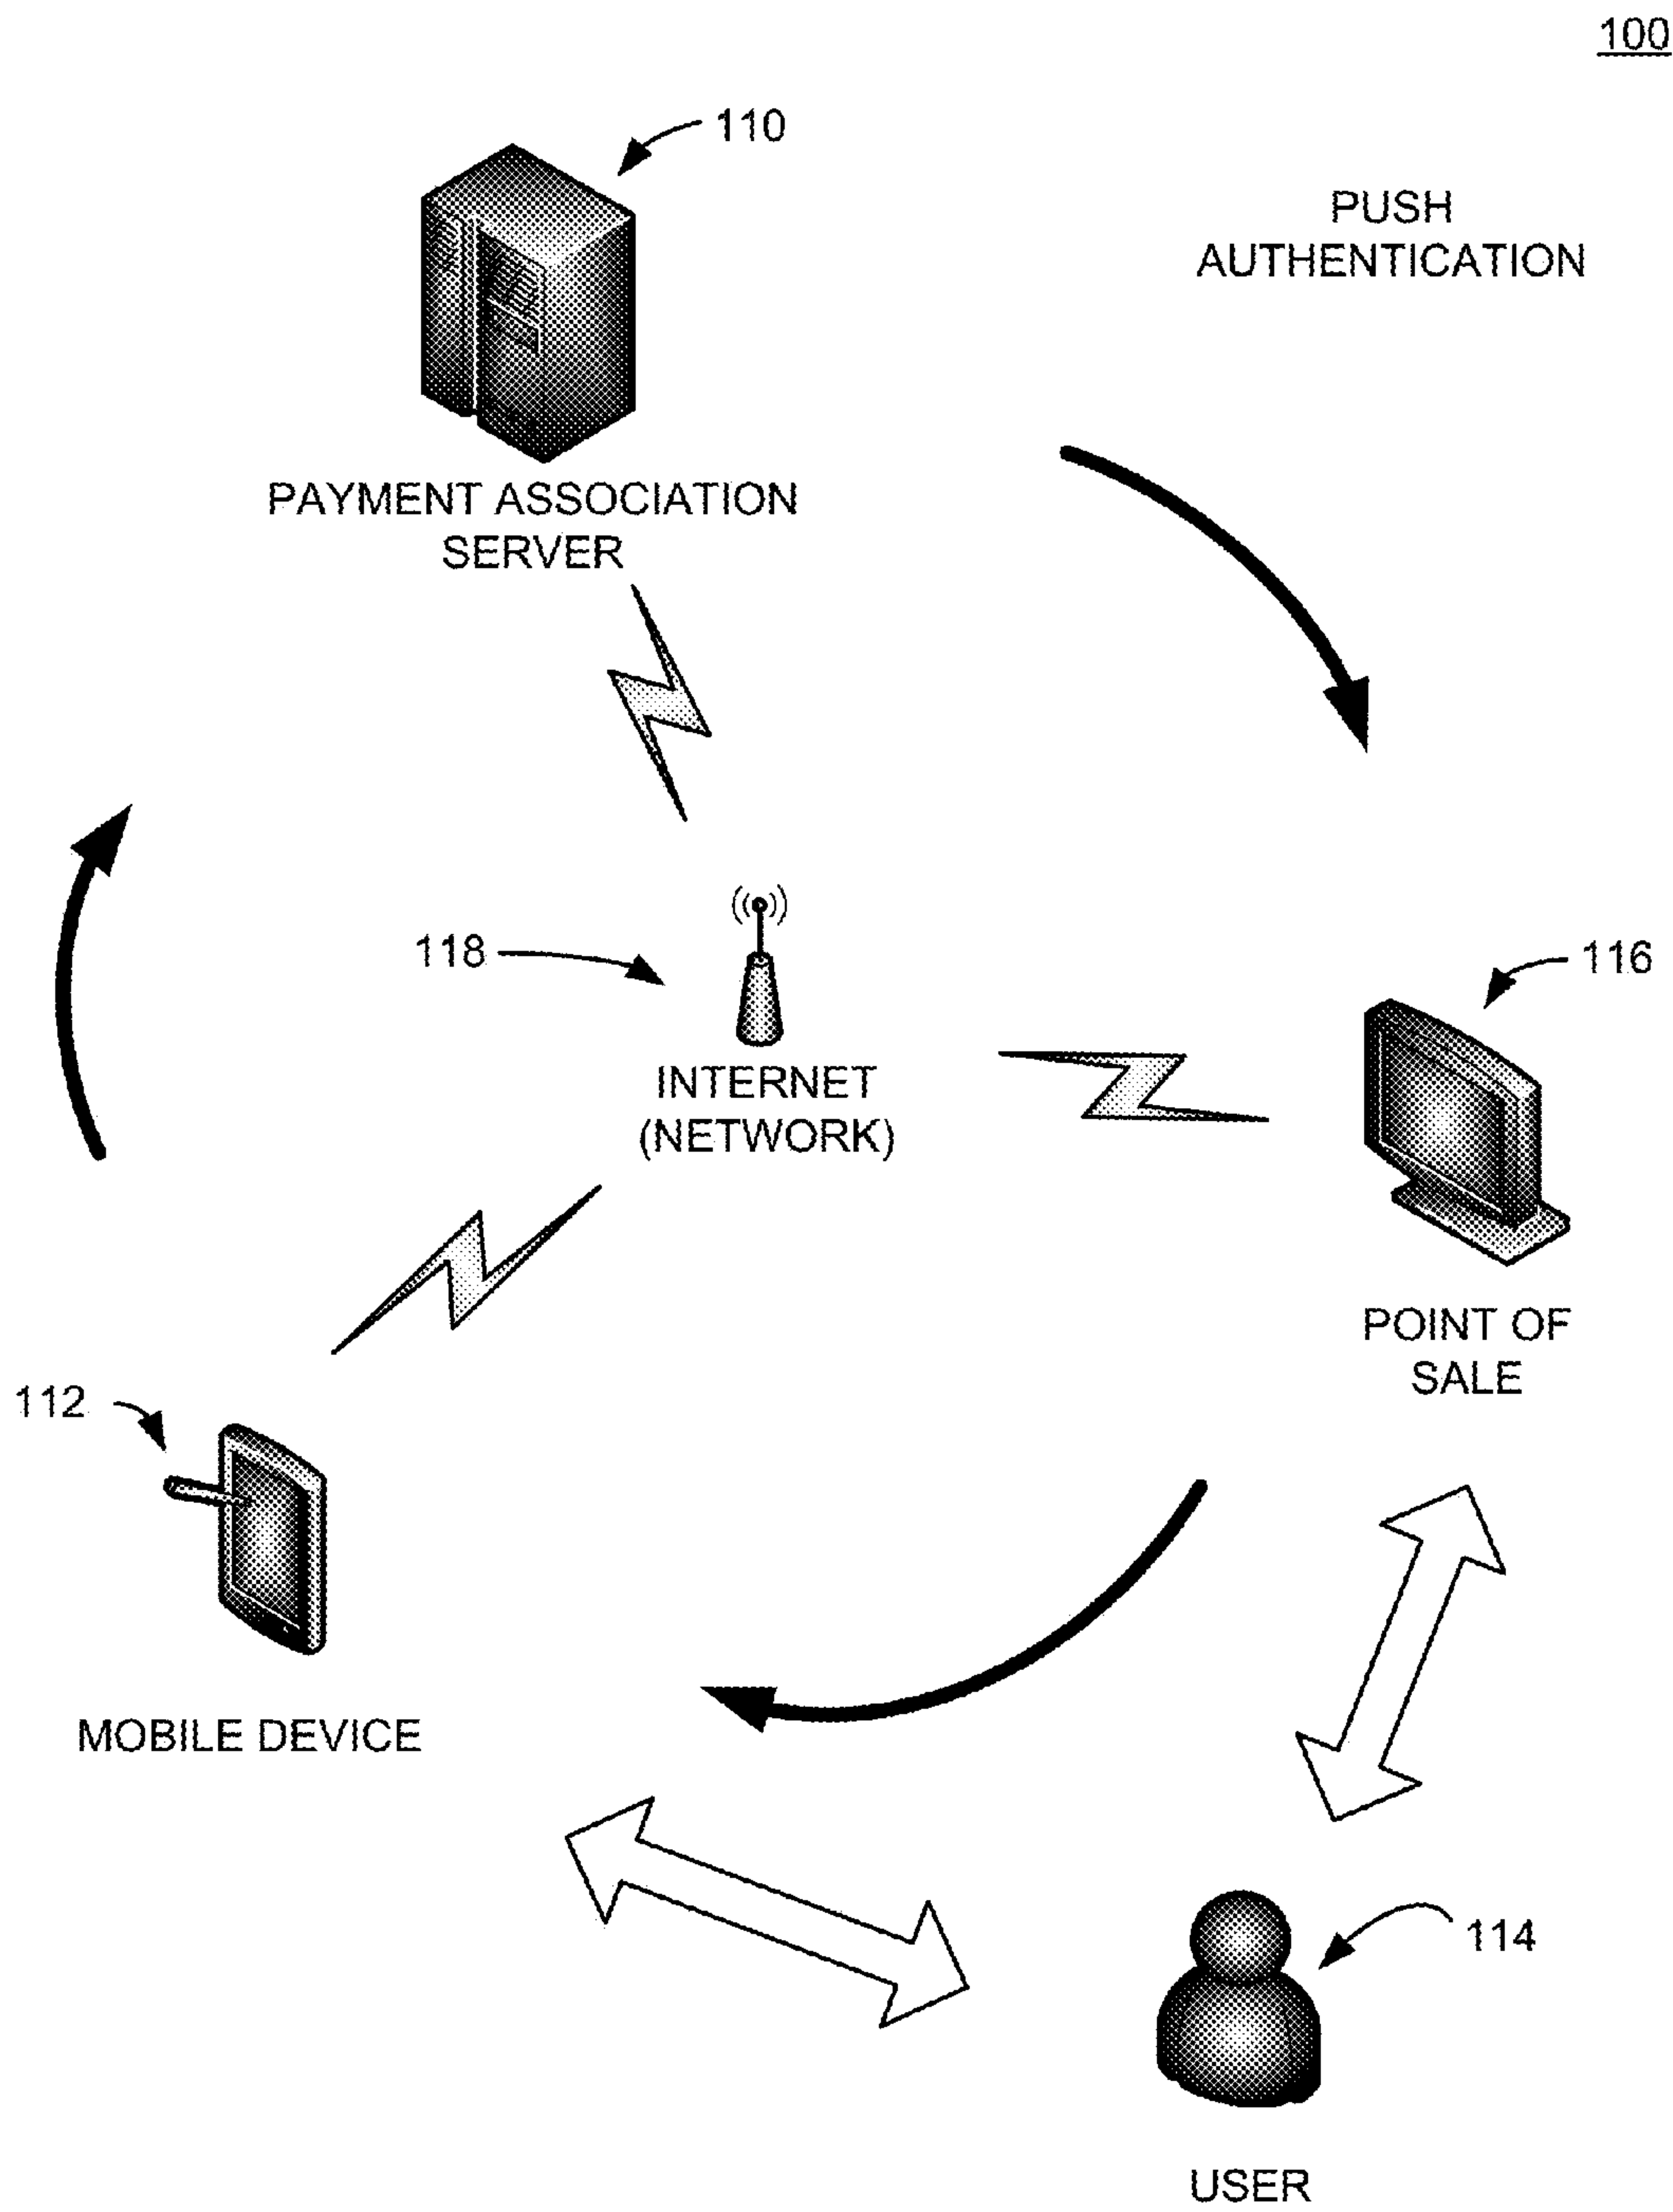 100
110
PUSH
AUTHENTICATION
PAYMENT ASSOCIATION
SERVER
118
116
INTERNET
(NETWORK)
POINT OF
SALE
112
MOBILE DEVICE
114
USER